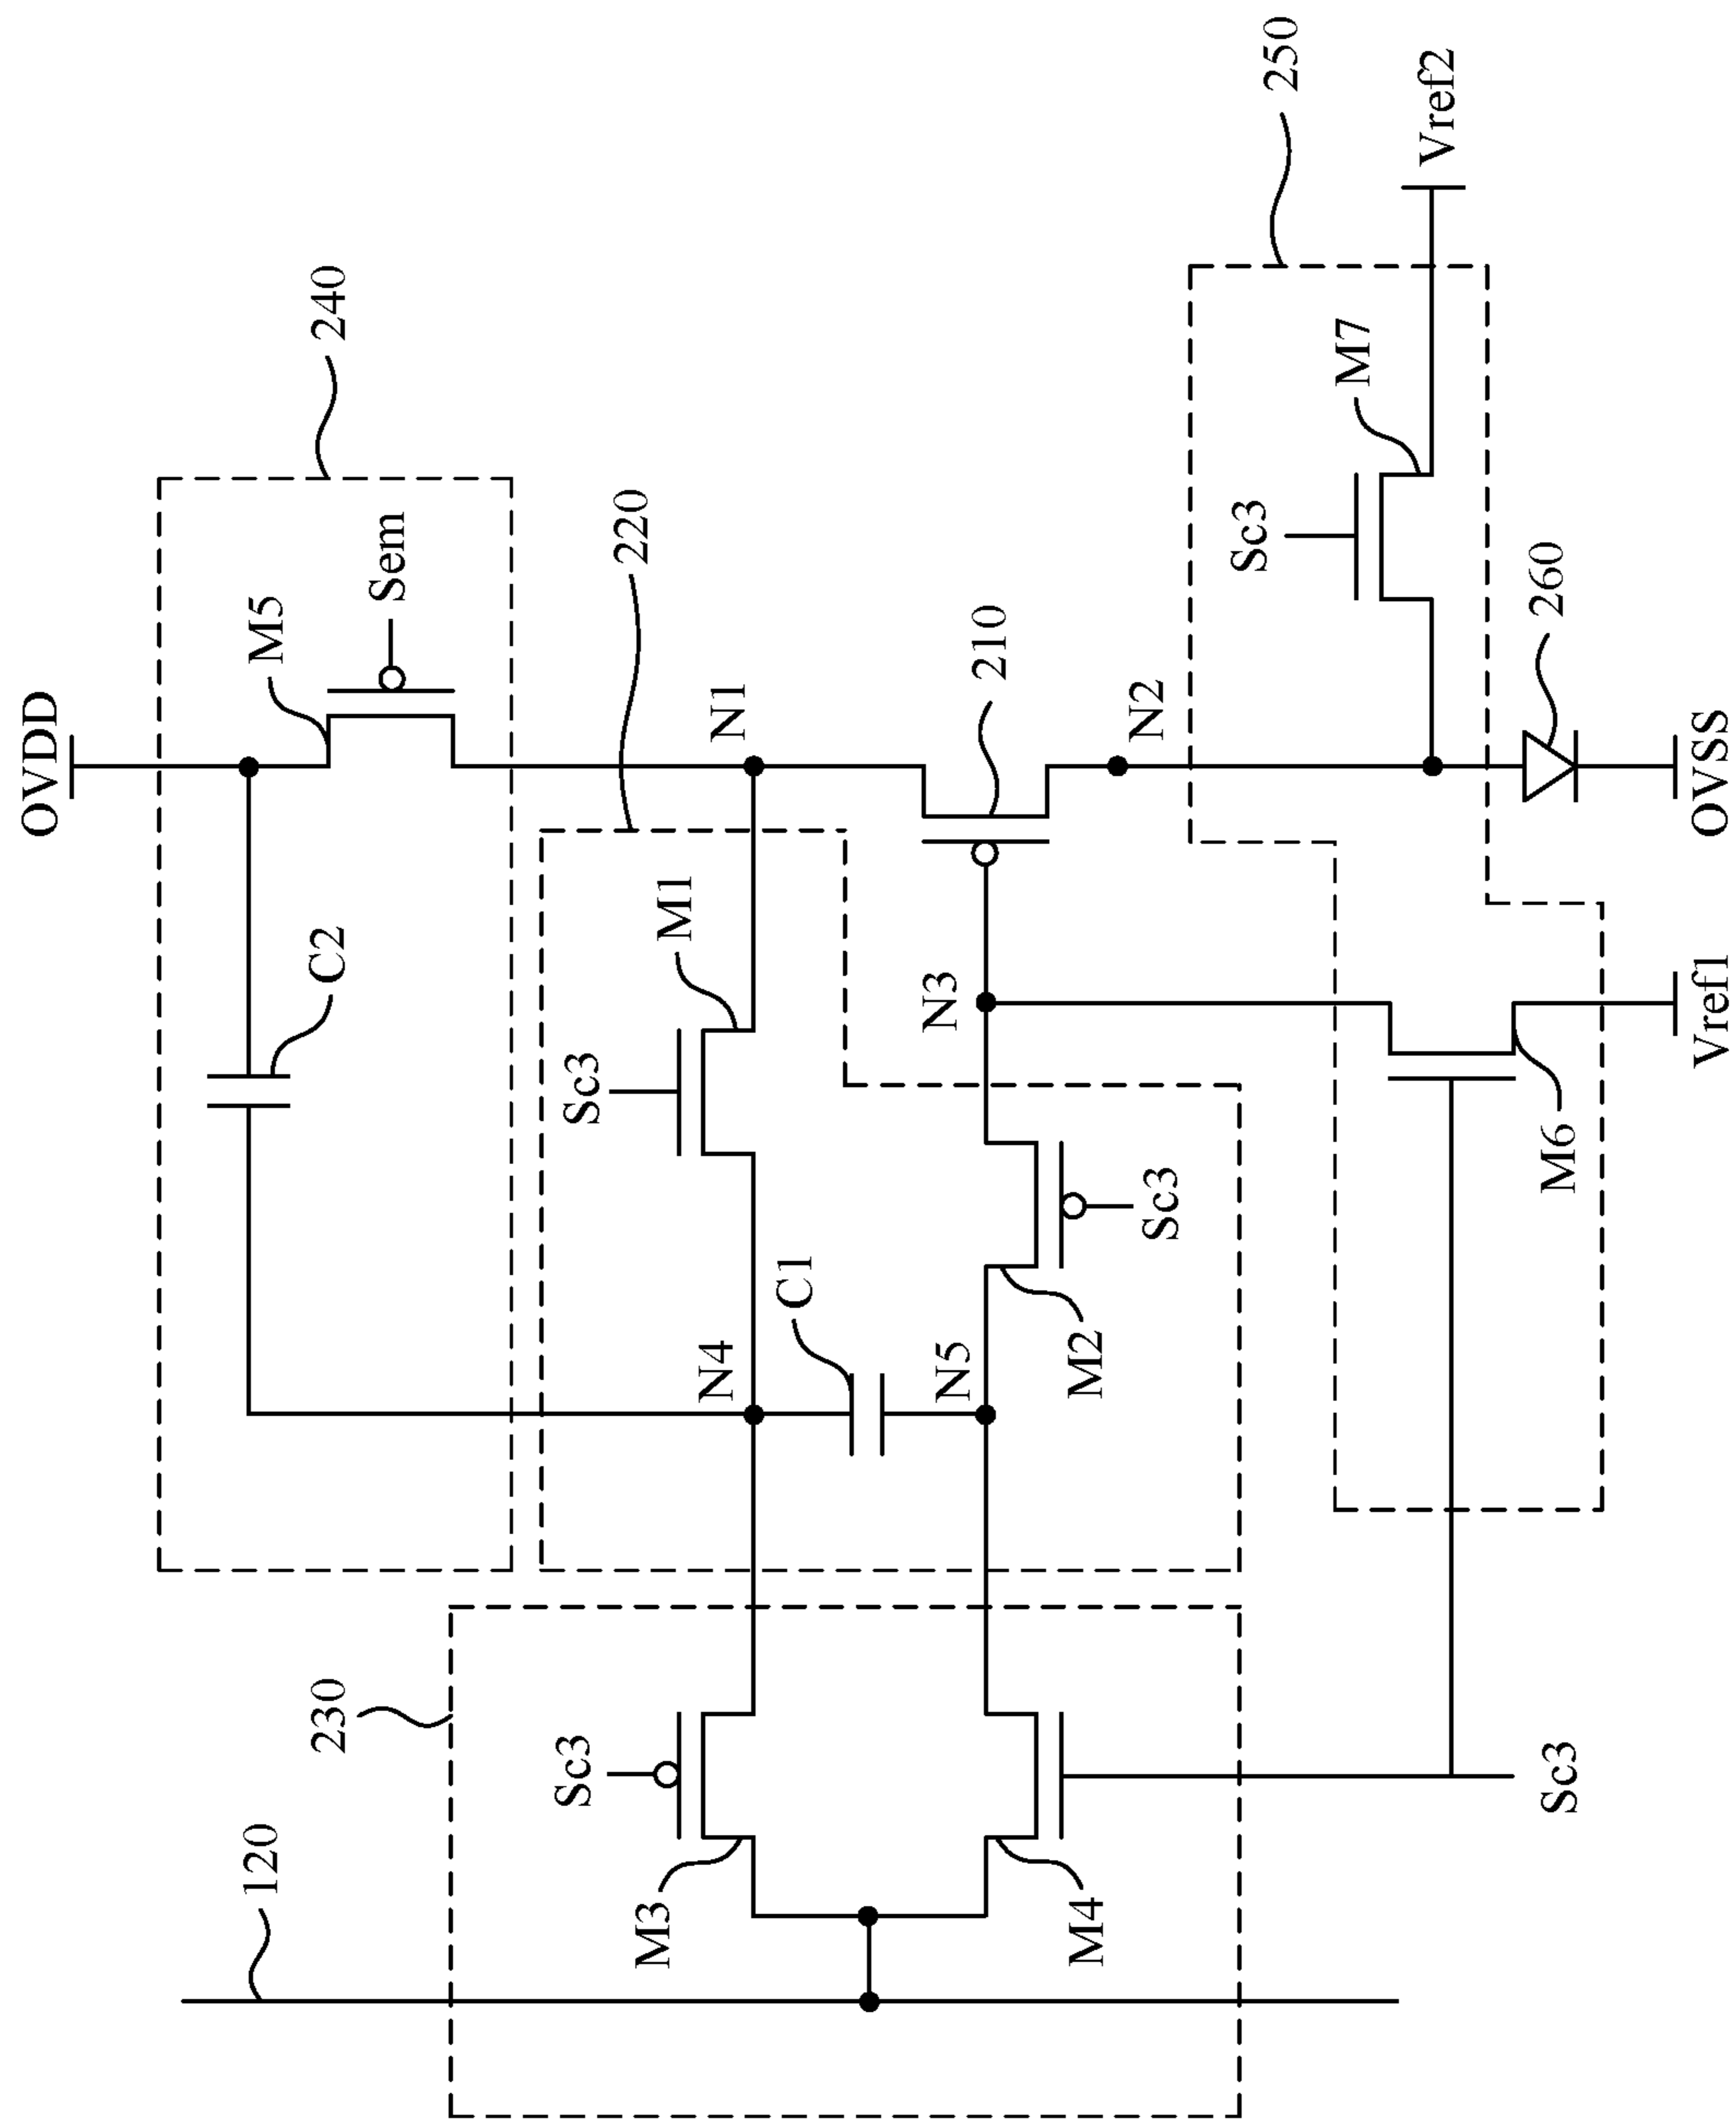 OVDD
120
M5
230
C2
240
Sem
Sc3
Sc3
220
M3
M1
N4
N1
C1
N5
N3
210
M4
M2
N2
Sc3
Sc3
250
M7
Vref2
Sc3
M6
260
Vref1
OVSS